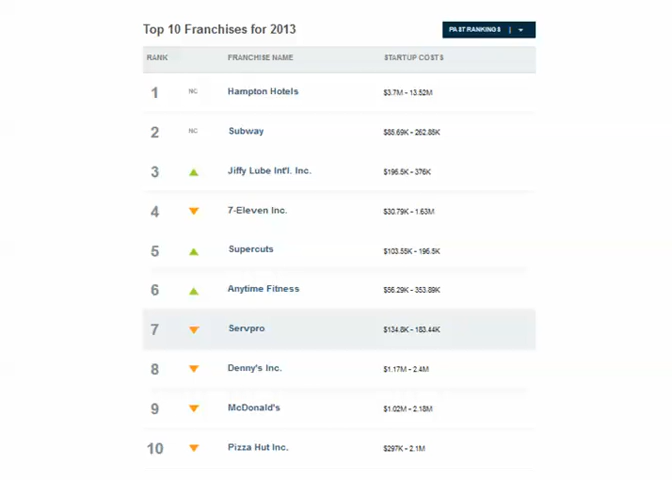 Top 10 Franchises for 2013
PAST RANKINGS
RANK FRANCHISE NAME STARTUP COSTS
1 NC Hampton Hotels $3.7M - 13.52M
2 NC Subway $85.69K - 262.85K
3 Jiffy Lube Int'l. Inc. $196.5K - 376K
4 7-Eleven Inc. $30.79K - 1.63M
5 Supercuts $103.55K - 196.5K
6 Anytime Fitness $56.29K - 353.89K
7 Servpro $134.8K - 183.44K
8 Denny's Inc. $1.17M - 2.4M
9 McDonald's $1.02M - 2.18M
10 Pizza Hut Inc. $297K - 2.1M